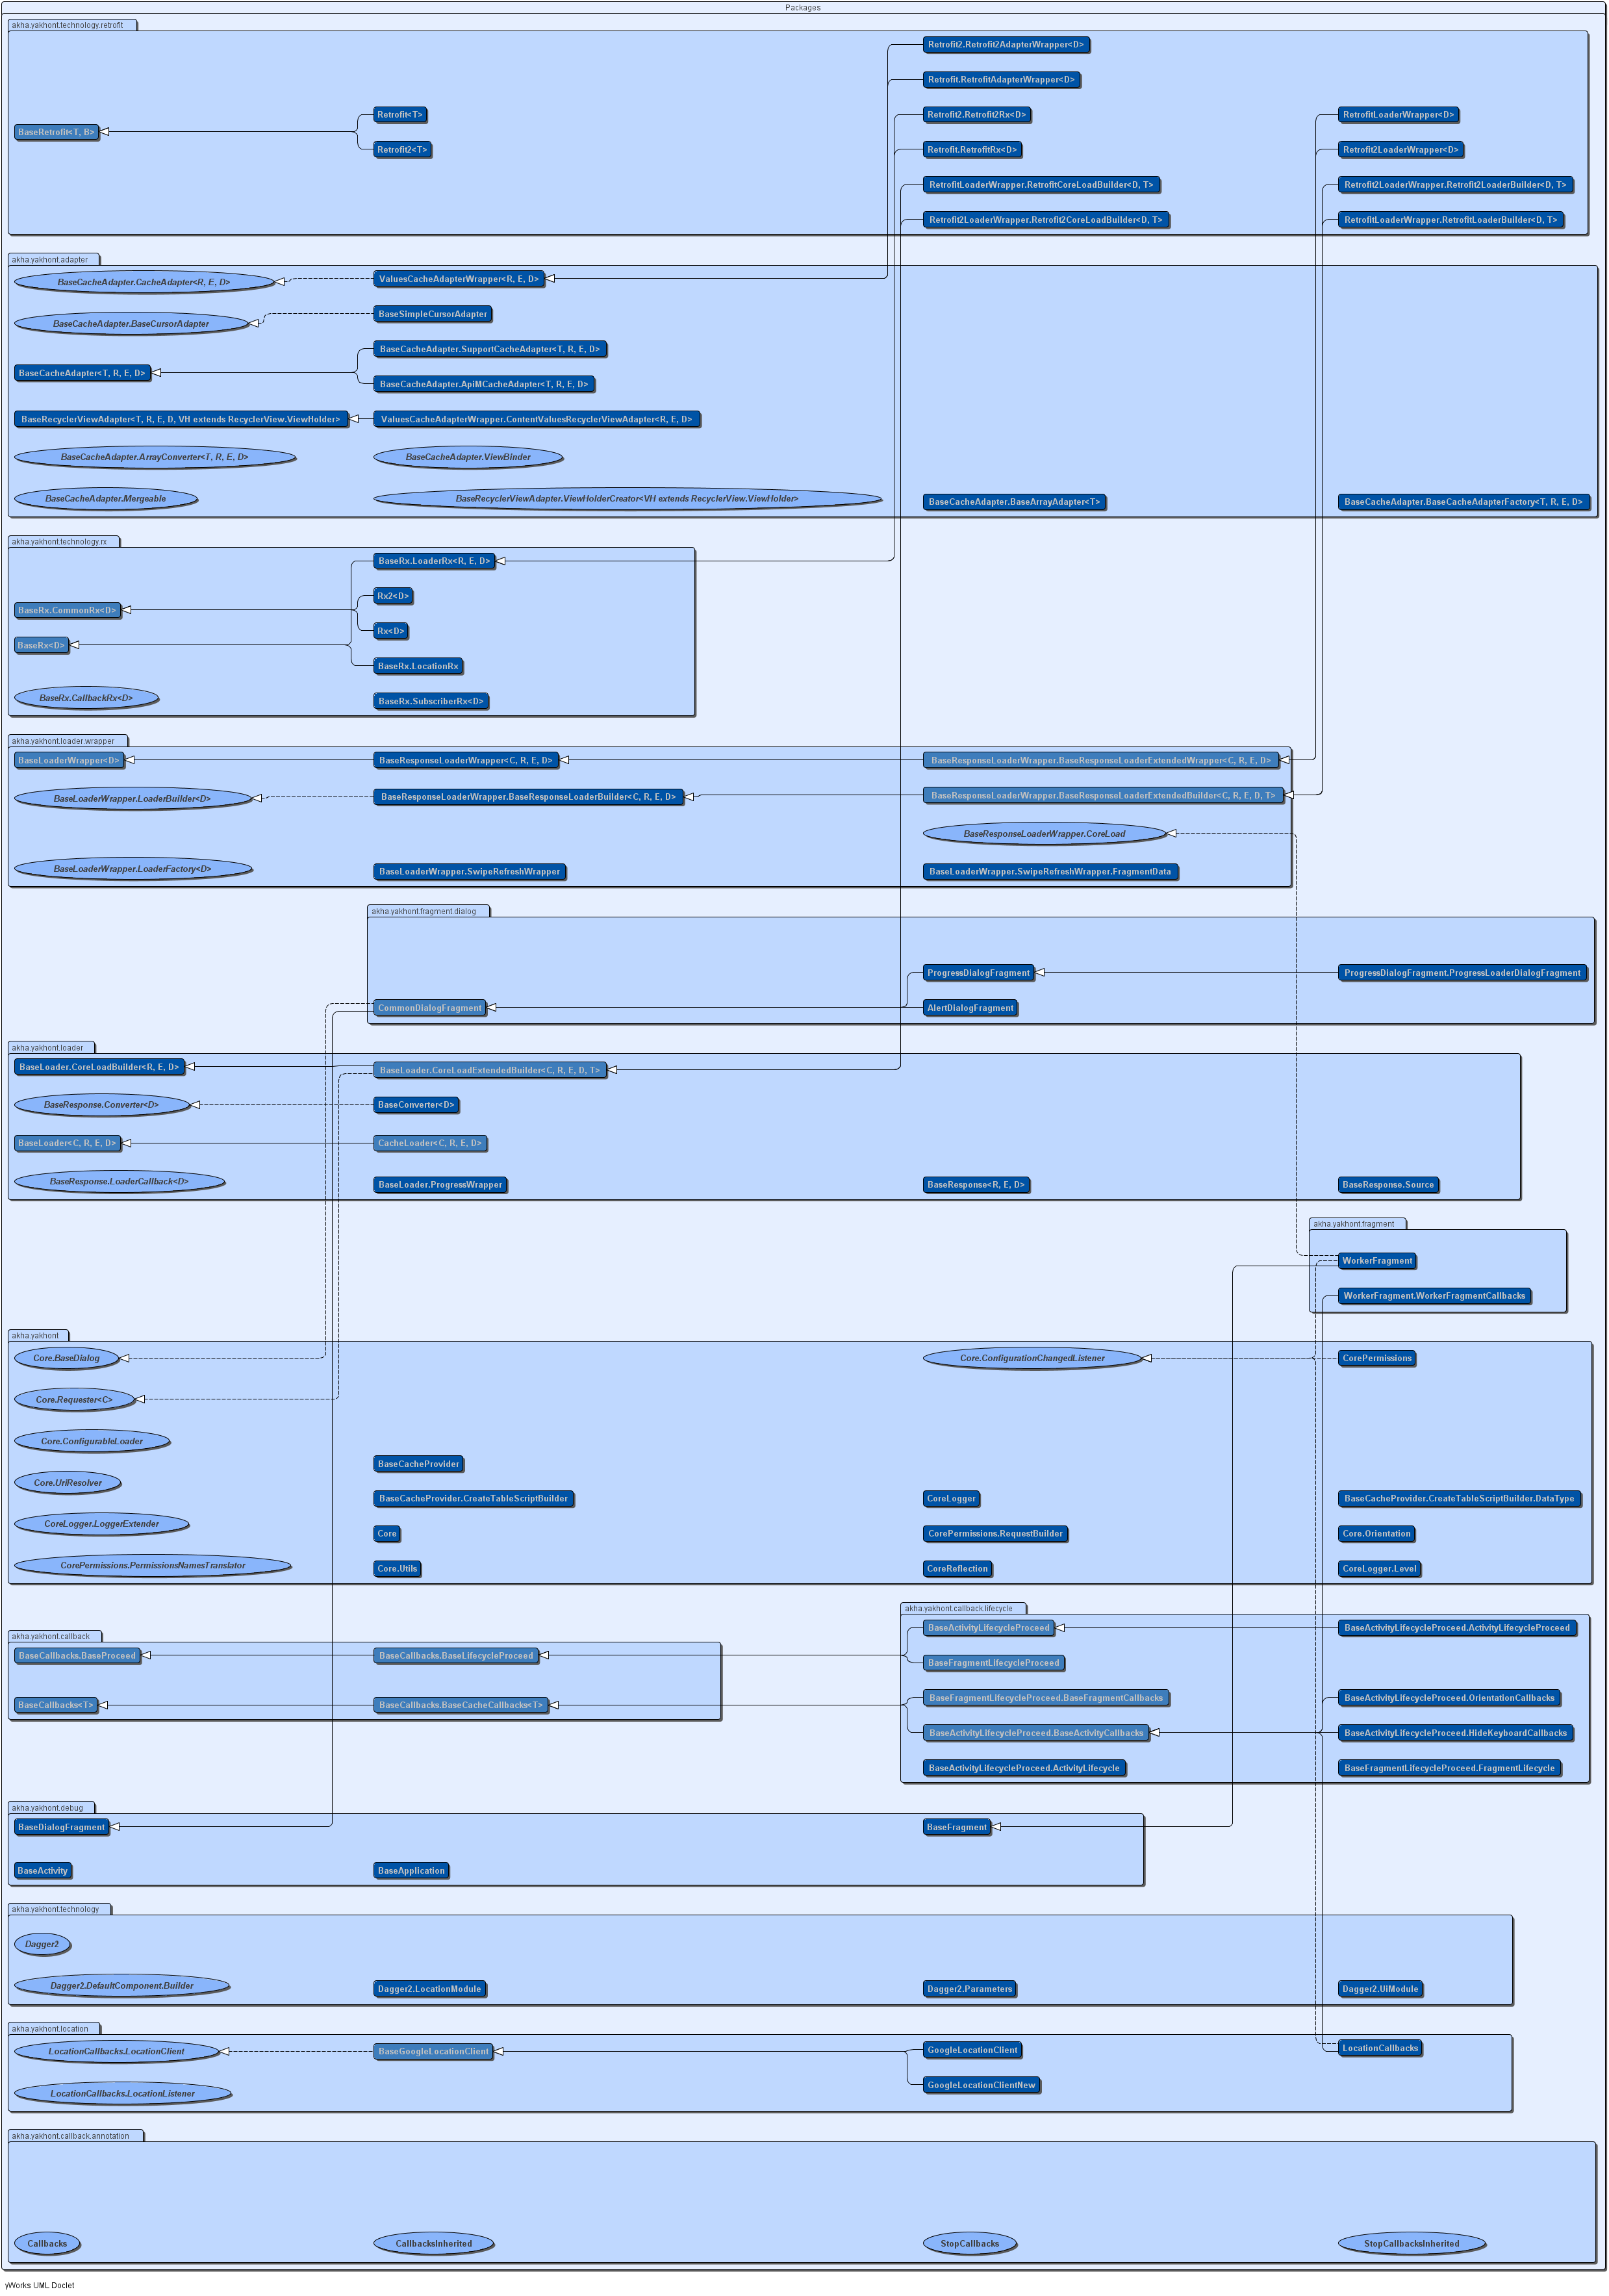 Packages
akha.yakhont.technology.retrofit
Retrofit2.Retrofit2AdapterWrapper<D>
Retrofit.RetrofitAdapterWrapper<D>
Retrofit<T>
Retrofit2.Retrofit2Rx<D>
RetrofitLoaderWrapper<D>
BaseRetrofit<T, B>
Retrofit2<T>
Retrofit.RetrofitRx<D>
Retrofit2LoaderWrapper<D>
RetrofitLoaderWrapper.RetrofitCoreLoadBuilder<D, T>
Retrofit2LoaderWrapper.Retrofit2LoaderBuilder<D, T>
Retrofit2LoaderWrapper.Retrofit2CoreLoadBuilder<D, T>
RetrofitLoaderWrapper.RetrofitLoaderBuilder<D, T>
akha.yakhont.adapter
BaseCacheAdapter.CacheAdapter<R, E, D>
ValuesCacheAdapterWrapper<R, E, D>
BaseCacheAdapter.BaseCursorAdapter
BaseSimpleCursorAdapter
BaseCacheAdapter.SupportCacheAdapter<T, R, E, D>
BaseCacheAdapter<T, R, E, D>
BaseCacheAdapter.ApiMCacheAdapter<T, R, E, D>
BaseRecyclerViewAdapter<T, R, E, D, VH extends RecyclerView.ViewHolder>
ValuesCacheAdapterWrapper.ContentValuesRecyclerViewAdapter<R, E, D>
BaseCacheAdapter.ArrayConverter<T, R, E, D>
BaseCacheAdapter.ViewBinder
BaseCacheAdapter.Mergeable
BaseRecyclerViewAdapter.ViewHolderCreator<VH extends RecyclerView.ViewHolder>
BaseCacheAdapter.BaseArrayAdapter<T>
BaseCacheAdapter.BaseCacheAdapterFactory<T, R, E, D>
akha.yakhont.technology.rx
BaseRx.LoaderRx<R, E, D>
Rx2<D>
BaseRx.CommonRx<D>
Rx<D>
BaseRx<D>
BaseRx.LocationRx
BaseRx.CallbackRx<D>
BaseRx.SubscriberRx<D>
akha.yakhont.loader.wrapper
BaseLoaderWrapper<D>
BaseResponseLoaderWrapper<C, R, E, D>
BaseResponseLoaderWrapper.BaseResponseLoaderExtendedWrapper<C, R, E, D>
BaseLoaderWrapper.LoaderBuilder<D>
BaseResponseLoaderWrapper.BaseResponseLoaderBuilder<C, R, E, D>
BaseResponseLoaderWrapper.BaseResponseLoaderExtendedBuilder<C, R, E, D, T>
BaseResponseLoaderWrapper.CoreLoad
BaseLoaderWrapper.LoaderFactory<D>
BaseLoaderWrapper.SwipeRefreshWrapper
BaseLoaderWrapper.SwipeRefreshWrapper.FragmentData
akha.yakhont.fragment.dialog
ProgressDialogFragment
ProgressDialogFragment.ProgressLoaderDialogFragment
CommonDialogFragment
AlertDialogFragment
akha.yakhont.loader
BaseLoader.CoreLoadBuilder<R, E, D>
BaseLoader.CoreLoadExtendedBuilder<C, R, E, D, T>
BaseResponse.Converter<D>
BaseConverter<D>
BaseLoader<C, R, E, D>
CacheLoader<C, R, E, D>
BaseResponse.LoaderCallback<D>
BaseLoader.ProgressWrapper
BaseResponse<R, E, D>
BaseResponse.Source
akha.yakhont.fragment
WorkerFragment
WorkerFragment.WorkerFragmentCallbacks
akha.yakhont
Core.BaseDialog
Core.ConfigurationChangedListener
CorePermissions
Core.Requester<C>
Core.ConfigurableLoader
BaseCacheProvider
Core.UriResolver
BaseCacheProvider.CreateTableScriptBuilder
CoreLogger
BaseCacheProvider.CreateTableScriptBuilder.DataType
CoreLogger.LoggerExtender
Core
CorePermissions.RequestBuilder
Core.Orientation
CorePermissions.PermissionsNamesTranslator
Core.Utils
CoreReflection
CoreLogger.Level
akha.yakhont.callback.lifecycle
BaseActivityLifecycleProceed
BaseActivityLifecycleProceed.ActivityLifecycleProceed
akha.yakhont.callback
BaseCallbacks.BaseProceed
BaseCallbacks.BaseLifecycleProceed
BaseFragmentLifecycleProceed
BaseCallbacks<T>
BaseCallbacks.BaseCacheCallbacks<T>
BaseFragmentLifecycleProceed.BaseFragmentCallbacks
BaseActivityLifecycleProceed.OrientationCallbacks
BaseActivityLifecycleProceed.BaseActivityCallbacks
BaseActivityLifecycleProceed.HideKeyboardCallbacks
BaseActivityLifecycleProceed.ActivityLifecycle
BaseFragmentLifecycleProceed.FragmentLifecycle
akha.yakhont.debug
BaseDialogFragment
BaseFragment
BaseActivity
BaseApplication
akha.yakhont.technology
Dagger2
Dagger2.DefaultComponent.Builder
Dagger2.LocationModule
Dagger2.Parameters
Dagger2.UiModule
akha.yakhont.location
LocationCallbacks.LocationClient
BaseGoogleLocationClient
GoogleLocationClient
LocationCallbacks
LocationCallbacks.LocationListener
GoogleLocationClientNew
akha.yakhont.callback.annotation
Callbacks
CallbacksInherited
StopCallbacks
StopCallbacksInherited
yWorks UML Doclet